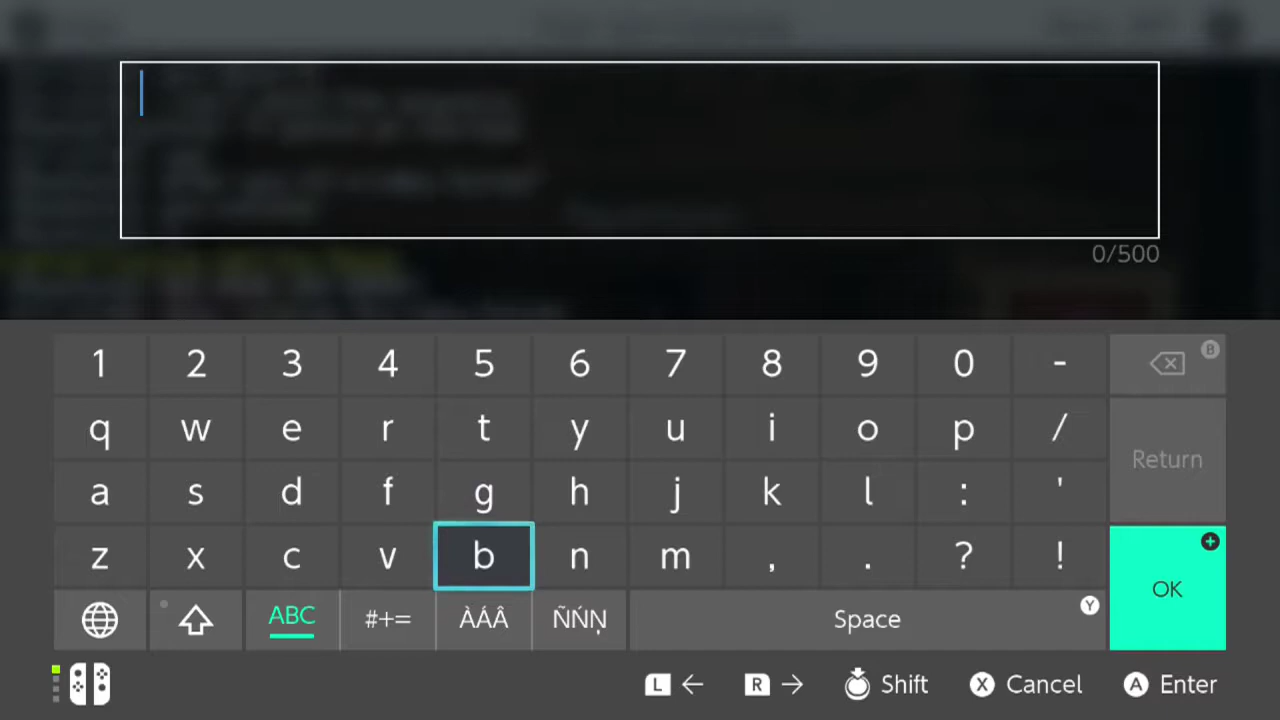 0/500
1 2 3 4 5 6 7 8 9 0 - B
q w e r t y u i o p /
Return
a s d f g h j k l : '
z x c v b n m , . ? ! +
OK
ABC #+= ÀÁÂ ÑŃŅ Space Y
L ← R → Shift X Cancel A Enter